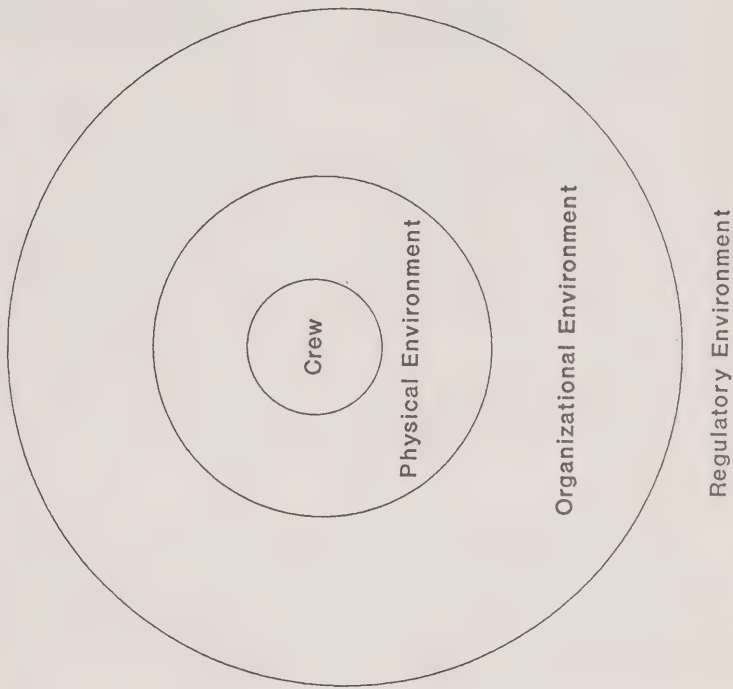 Crew
Physical Environment
Organizational Environment
Regulatory Environment